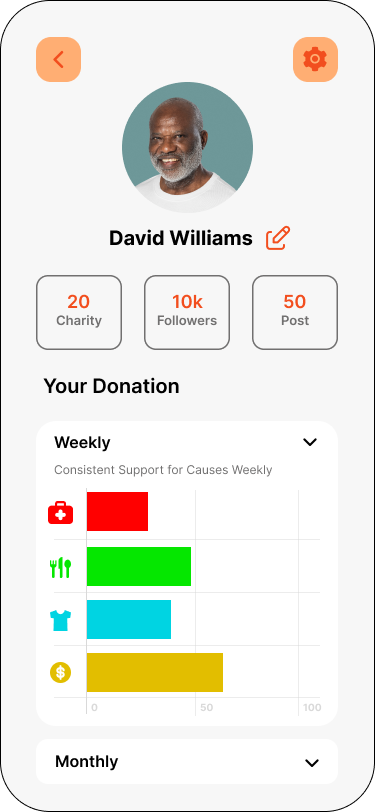 David Williams
20
Charity
10k
Followers
50
Post
Your Donation
Weekly
Consistent Support for Causes Weekly
$
0
50
100
Monthly